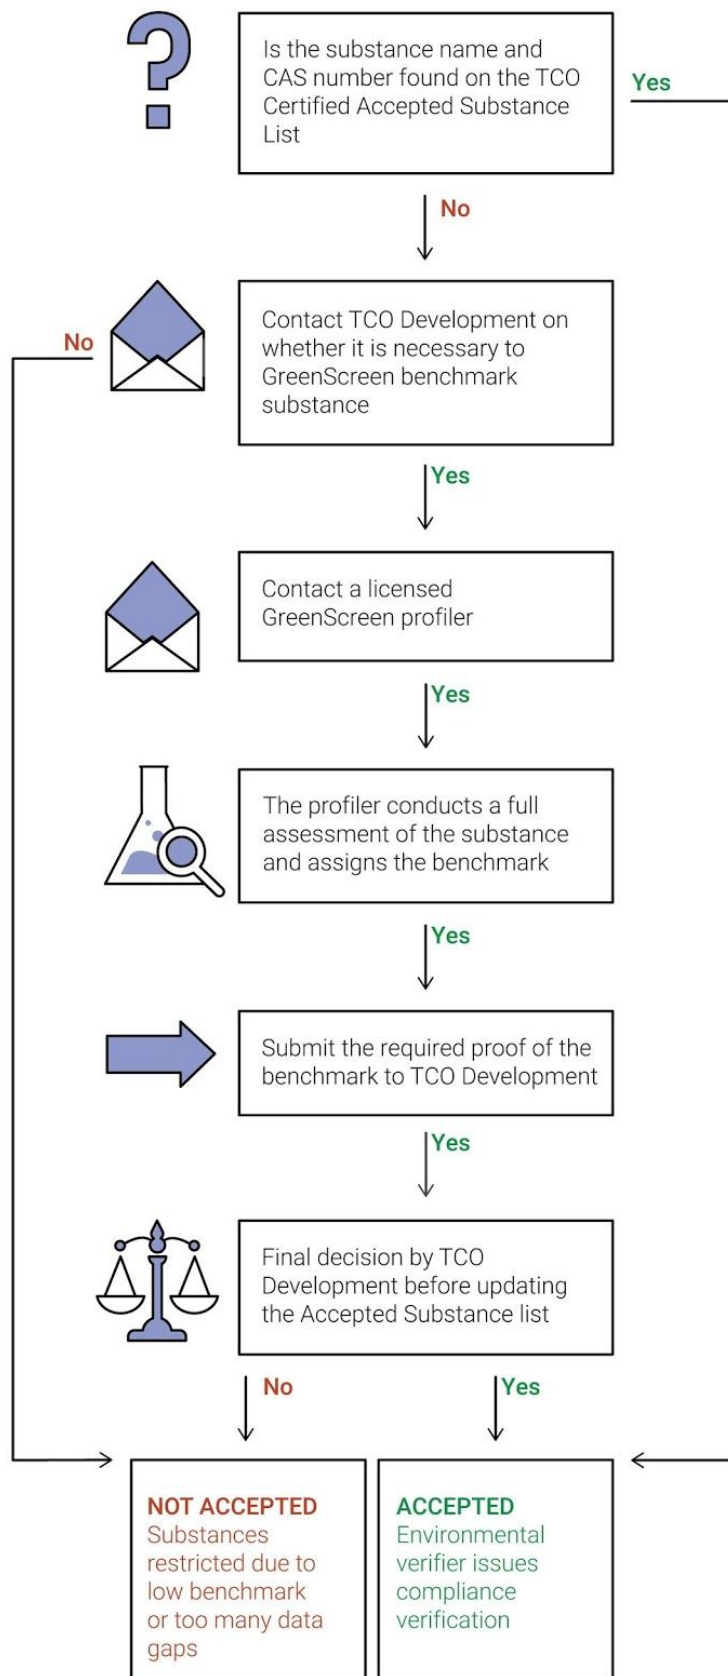 Is the substance name and
CAS number found on the TCO
Certified Accepted Substance
List
Yes
No
Contact TCO Development on
whether it is necessary to
GreenScreen benchmark
substance
No
Yes
Contact a licensed
GreenScreen profiler
Yes
The profiler conducts a full
assessment of the substance
and assigns the benchmark
Yes
Submit the required proof of the
benchmark to TCO Development
Yes
Final decision by TCO
Development before updating
the Accepted Substance list
No
Yes
NOT ACCEPTED
Substances
restricted due to
low benchmark
or too many data
gaps
ACCEPTED
Environmental
verifier issues
compliance
verification